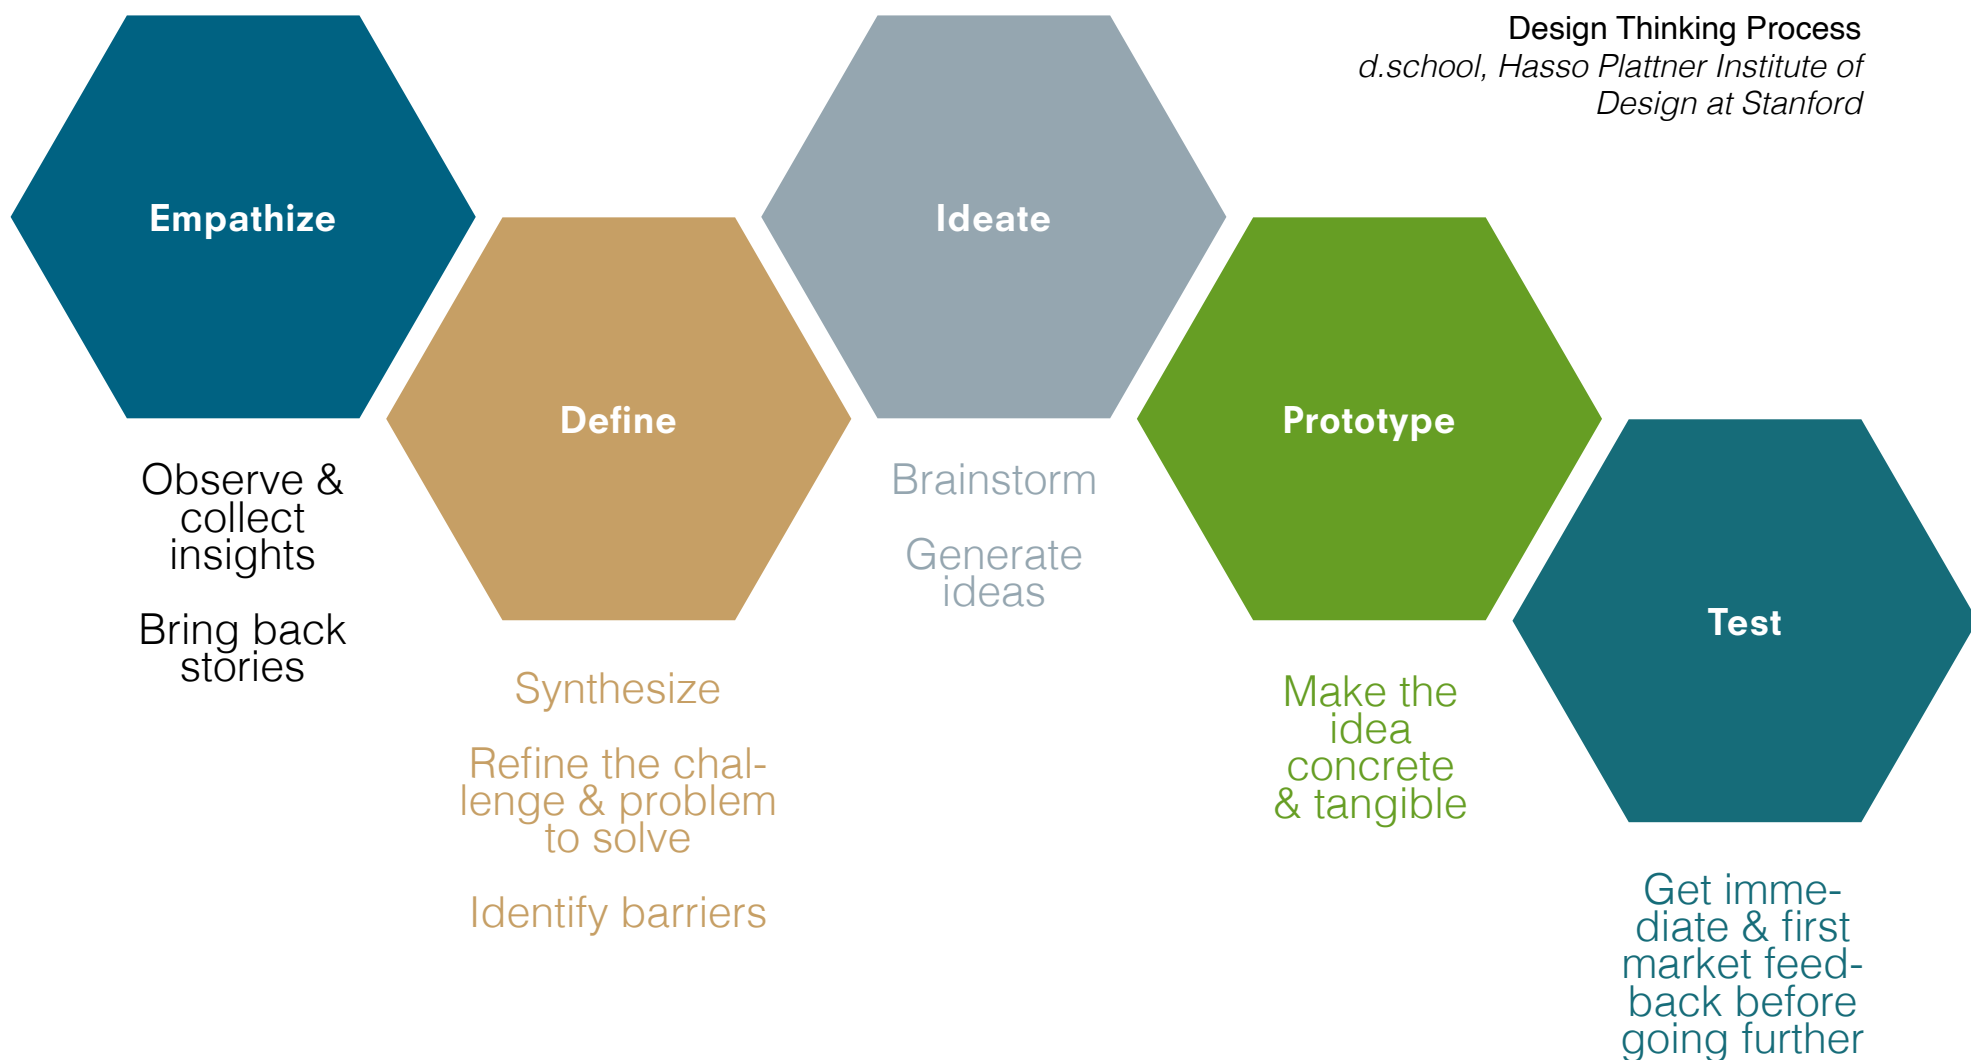 Design Thinking Process
d.school, Hasso Plattner Institute of
Design at Stanford
Empathize
Observe &
collect
insights
Bring back
stories
Define
Synthesize
Refine the chal-
lenge & problem
to solve
Identify barriers
Ideate
Brainstorm
Generate
ideas
Prototype
Make the
idea
concrete
& tangible
Test
Get imme-
diate & first
market feed-
back before
going further